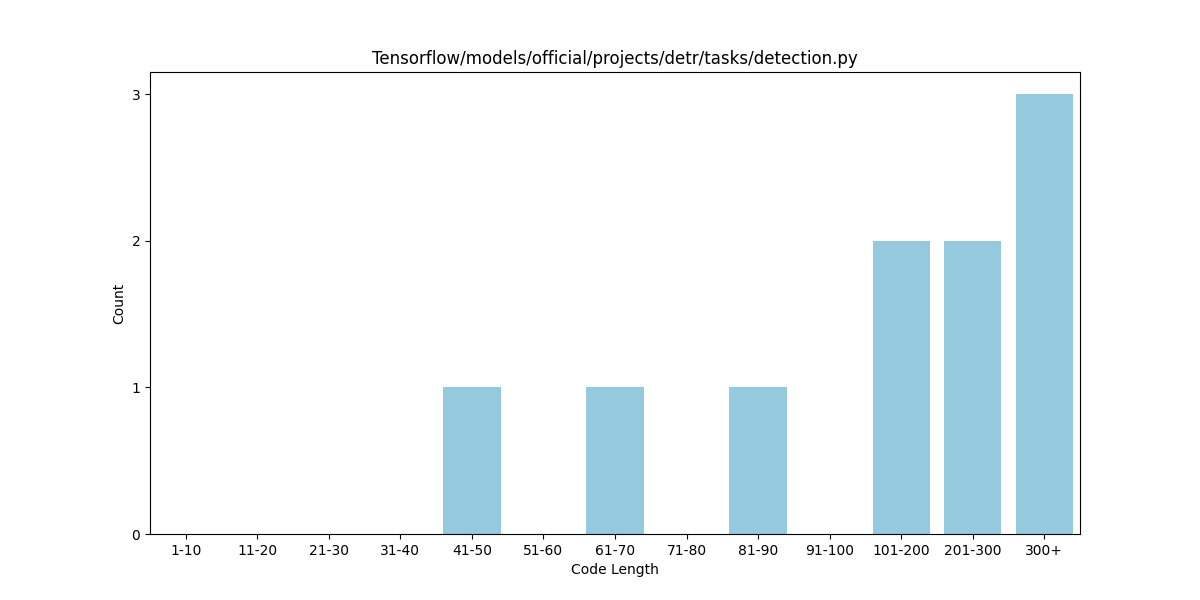 Tensorflow/models/official/projects/detr/tasks/detection.py
3
2
1
0
Count
1-10 11-20 21-30 31-40 41-50 51-60 61-70 71-80 81-90 91-100 101-200 201-300 300+
Code Length